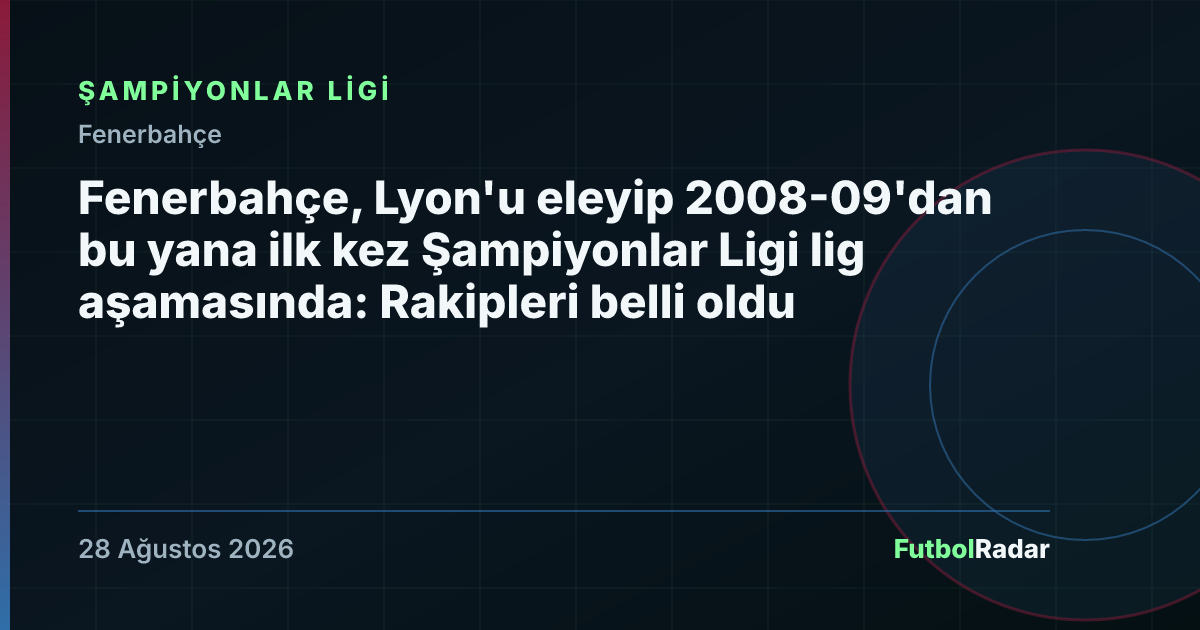 ŞAMPİYONLAR LİGİ
Fenerbahçe
Fenerbahçe, Lyon'u eleyip 2008-09'dan
bu yana ilk kez Şampiyonlar Ligi lig
aşamasında: Rakipleri belli oldu
28 Ağustos 2026
FutbolRadar